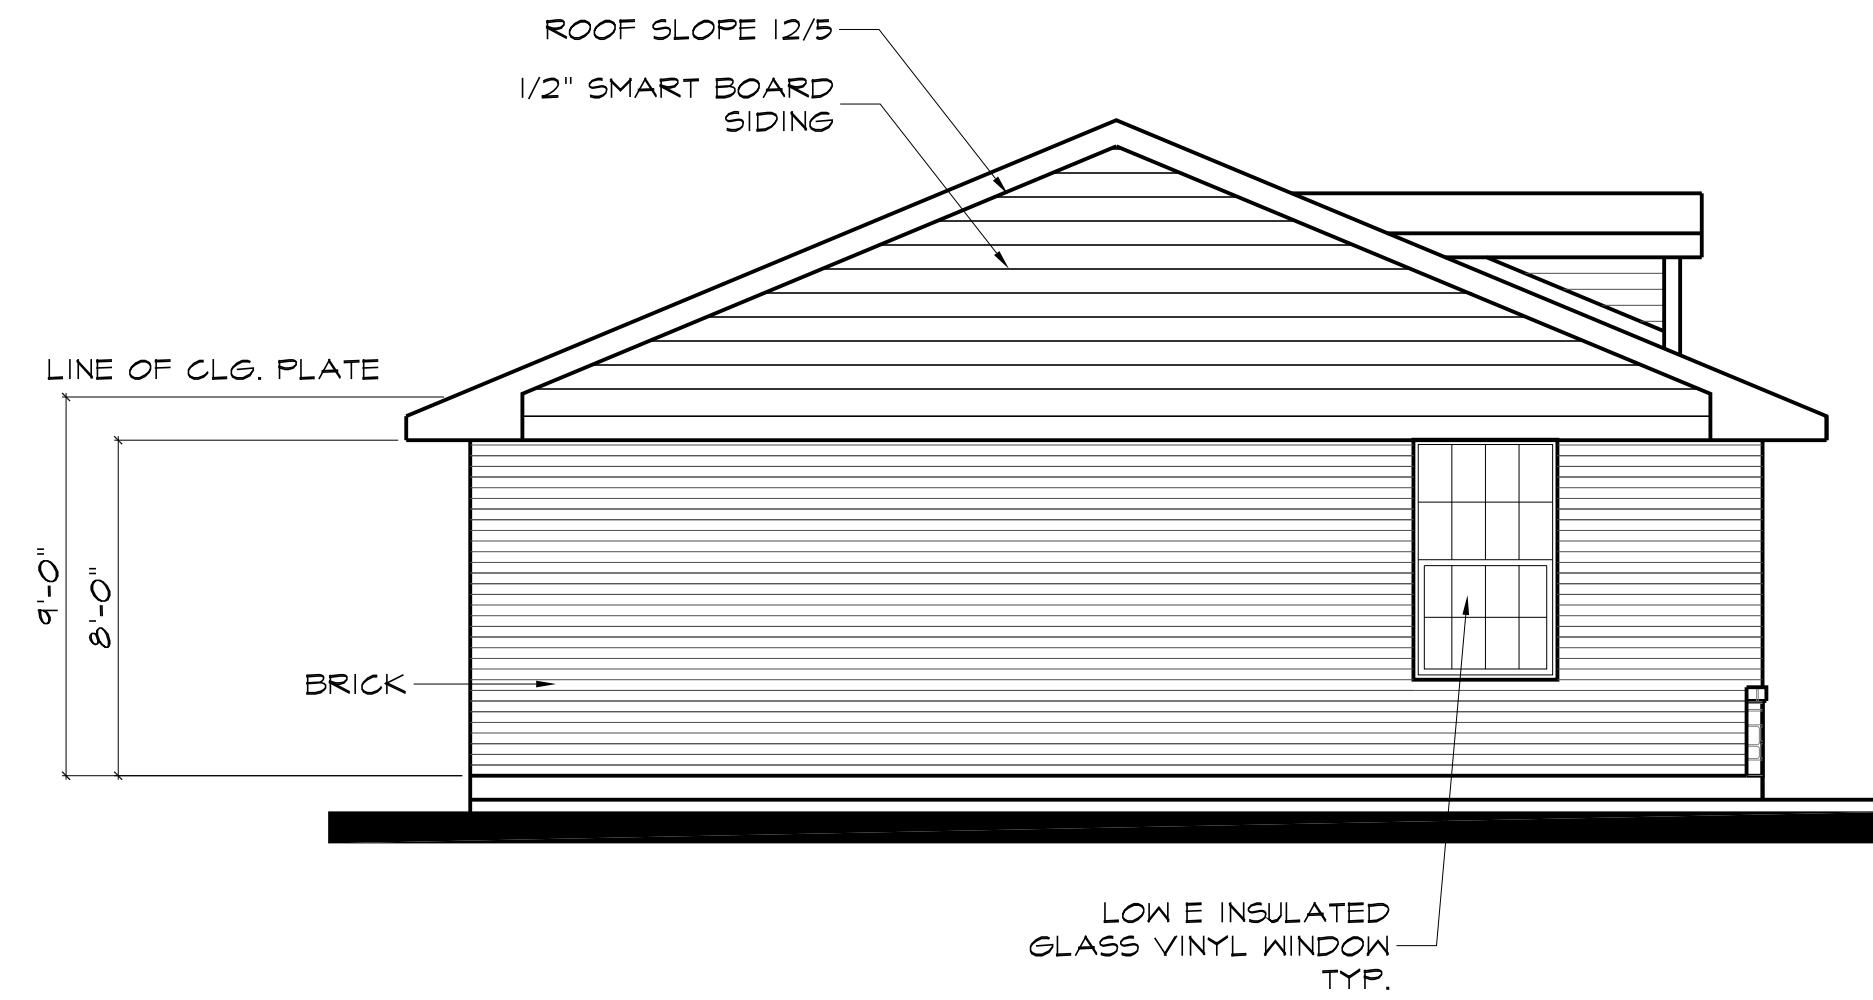 ROOF SLOPE 12/5
1/2" SMART BOARD
SIDING
LINE OF CLG. PLATE
9'-0"
8'-0"
BRICK
LOW E INSULATED
GLASS VINYL WINDOW
TYP.